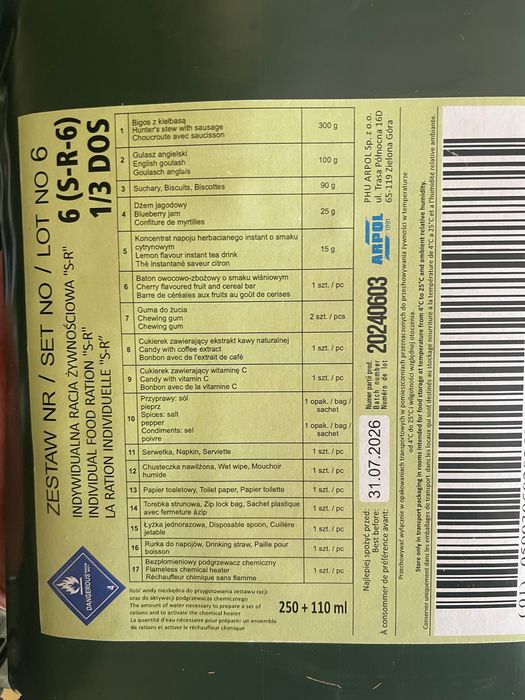 ZESTAW NR / SET NO / LOT NO 6
INDYWIDUALNA RACJA ŻYWNOŚCIOWA "S-R"
INDIVIDUAL FOOD RATION "S-R"
LA RATION INDIVIDUELLE "S-R"
6 (S-R-6)
1/3 DOS
1 Bigos z kiełbasą
Hunter's stew with sausage
Choucroute avec saucisson
300 g
2 Gulasz angielski
English goulash
Goulasch anglais
100 g
3 Suchary, Biscuits, Biscottes 90 g
4 Dżem jagodowy
Blueberry jam
Confiture de myrtilles
25 g
5 Koncentrat napoju herbacianego instant o smaku
cytrynowym
Lemon flavour instant tea drink
Thé instantané saveur citron
15 g
6 Baton owocowo-zbożowy o smaku wiśniowym
Cherry flavoured fruit and cereal bar
Barre de céréales aux fruits au goût de cerises
1 szt. / pc
7 Guma do żucia
Chewing gum
Chewing gum
2 szt. / pcs
8 Cukierek zawierający ekstrakt kawy naturalnej
Candy with coffee extract
Bonbon avec de l'extrait de café
1 szt. / pc
9 Cukierek zawierający witaminę C
Candy with vitamin C
Bonbon avec de la vitamine C
1 szt. / pc
10 Przyprawy: sól
pieprz
Spices: salt
pepper
Condiments: sel
poivre
1 opak. / bag /
sachet
1 opak. / bag /
sachet
11 Serwetka, Napkin, Serviette 1 szt. / pc
12 Chusteczka nawilżona, Wet wipe, Mouchoir
humide
1 szt. / pc
13 Papier toaletowy, Toilet paper, Papier toilette 1 szt. / pc
14 Torebka strunowa, Zip lock bag, Sachet plastique
avec fermeture àzip
1 szt. / pc
15 Łyżka jednorazowa, Disposable spoon, Cuillère
jetable
1 szt. / pc
16 Rurka do napojów, Drinking straw, Paille pour
boisson
1 szt. / pc
17 Bezpłomieniowy podgrzewacz chemiczny
Flameless chemical heater
Réchauffeur chimique sans flamme
1 szt. / pc
DANGEROUS
4
Ilość wody niezbędna do przygotowania zestawu racji
oraz do aktywacji podgrzewacza chemicznego
The amount of water necessary to prepare a set of
rations and to activate the chemical heater
La quantité d'eau nécessaire pour préparer un ensemble
de rations et activer le réchauffeur chimique
250 + 110 ml
Najlepiej spożyć przed:
Best before:
À consommer de préférence avant:
31.07.2026
Numer partii prod.
Batch number
Numéro de lot
20240603
ARPOL
1991
PHU ARPOL Sp. z o.o.
ul. Trasa Północna 16D
65-119 Zielona Góra
Przechowywać wyłącznie w opakowaniach transportowych w pomieszczeniach przeznaczonych do przechowywania żywności w temperaturze
od 4°C do 25°C i wilgotności względnej otoczenia.
Store only in transport packaging in rooms intended for food storage at temperature from 4°C to 25°C and ambient relative humidity.
Conserver uniquement dans les emballages de transport dans les locaux qui sont destinés au stockage nourriture à la température de 4°C a 25°C et a l'humidité relative ambiante.